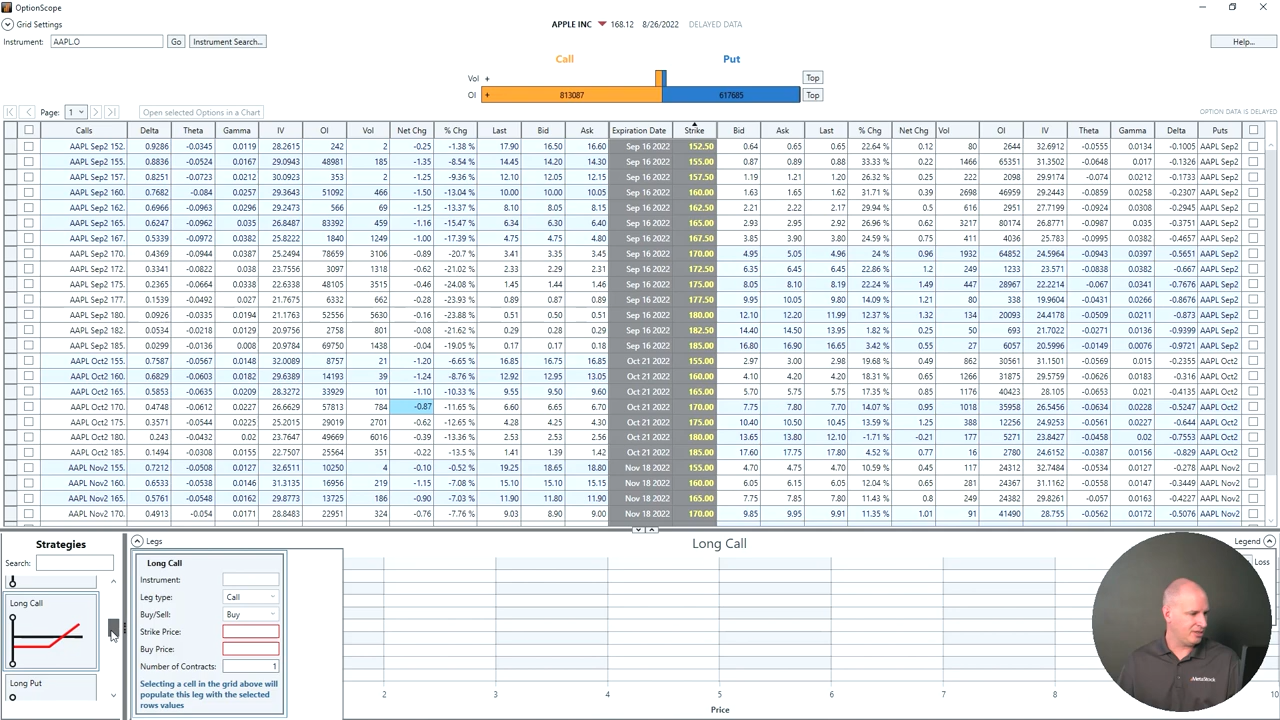 OptionScope
Grid Settings
APPLE INC 168.12 8/26/2022 DELAYED DATA
Instrument: AAPL.O Go Instrument Search... Help...
Call Put
Vol + Top
OI + 813087 617685 Top
Page: 1 Open selected Options in a Chart OPTION DATA IS DELAYED
Calls Delta Theta Gamma IV OI Vol Net Chg % Chg Last Bid Ask Expiration Date Strike Bid Ask Last % Chg Net Chg Vol OI IV Theta Gamma Delta Puts
AAPL Sep2 152. 0.9286 -0.0345 0.0119 28.2615 242 2 -0.25 -1.38 % 17.90 16.50 16.60 Sep 16 2022 152.50 0.64 0.65 0.65 22.64 % 0.12 80 2644 32.6912 -0.0555 0.0134 -0.1005 AAPL Sep2
AAPL Sep2 155. 0.8836 -0.0524 0.0167 29.0943 48981 185 -1.35 -8.54 % 14.45 14.20 14.30 Sep 16 2022 155.00 0.87 0.89 0.88 33.33 % 0.22 1466 65351 31.3502 -0.0648 0.017 -0.1326 AAPL Sep2
AAPL Sep2 157. 0.8251 -0.0723 0.0212 30.0923 353 2 -1.25 -9.36 % 12.10 12.05 12.15 Sep 16 2022 157.50 1.19 1.21 1.20 26.32 % 0.25 222 2098 29.9171 -0.074 0.0212 -0.1733 AAPL Sep2
AAPL Sep2 160. 0.7682 -0.084 0.0257 29.3643 51092 466 -1.50 -13.04 % 10.00 10.00 10.05 Sep 16 2022 160.00 1.63 1.65 1.65 31.71 % 0.39 2698 46959 29.2443 -0.0654 0.0258 -0.2307 AAPL Sep2
AAPL Sep2 162. 0.6966 -0.0963 0.0296 29.2472 566 69 -1.25 -13.37 % 8.10 8.05 8.15 Sep 16 2022 162.50 2.21 2.22 2.17 29.94 % 0.5 616 2951 27.7199 -0.0924 0.0308 -0.2945 AAPL Sep2
AAPL Sep2 165. 0.6247 -0.0962 0.035 26.8487 83392 459 -1.16 -15.47 % 6.34 6.30 6.40 Sep 16 2022 165.00 2.93 2.95 2.92 26.96 % 0.62 3217 80174 26.9371 -0.0987 0.035 -0.3751 AAPL Sep2
AAPL Sep2 167. 0.5339 -0.0972 0.0376 25.8222 1840 1249 -1.00 -17.39 % 4.75 4.75 4.80 Sep 16 2022 167.50 3.85 3.90 3.80 24.59 % 0.75 411 4036 25.783 -0.0995 0.0378 -0.4657 AAPL Sep2
AAPL Sep2 170. 0.4369 -0.0944 0.0387 25.2494 78659 3106 -0.89 -20.7 % 3.41 3.35 3.45 Sep 16 2022 170.00 4.95 5.05 4.96 24 % 0.96 1932 64852 24.5964 -0.0943 0.0397 -0.5651 AAPL Sep2
AAPL Sep2 172. 0.3341 -0.0822 0.038 23.7556 3097 1318 -0.62 -21.02 % 2.33 2.29 2.31 Sep 16 2022 172.50 6.35 6.45 6.45 22.86 % 1.2 249 1233 23.571 -0.0838 0.0382 -0.667 AAPL Sep2
AAPL Sep2 175. 0.2365 -0.0664 0.0338 22.6638 48105 3515 -0.46 -24.08 % 1.45 1.44 1.46 Sep 16 2022 175.00 8.05 8.10 8.19 22.24 % 1.49 447 28967 22.2214 -0.067 0.0341 -0.7676 AAPL Sep2
AAPL Sep2 177. 0.1539 -0.0492 0.027 21.7675 6332 662 -0.28 -23.93 % 0.89 0.87 0.89 Sep 16 2022 177.50 9.95 10.05 9.80 14.09 % 1.21 80 338 19.9604 -0.0431 0.0261 -0.8676 AAPL Sep2
AAPL Sep2 180. 0.0926 -0.0335 0.0194 21.1300 52556 5630 -0.16 -23.88 % 0.51 0.50 0.51 Sep 16 2022 180.00 12.10 12.20 11.99 12.37 % 1.32 134 20093 24.4178 -0.0499 0.0211 -0.873 AAPL Sep2
AAPL Sep2 182. 0.0534 -0.0218 0.0129 20.9756 2758 801 -0.08 -21.62 % 0.29 0.28 0.29 Sep 16 2022 182.50 14.40 14.50 13.95 1.82 % 0.25 50 693 21.7022 -0.0271 0.0136 -0.9399 AAPL Sep2
AAPL Sep2 185. 0.0299 -0.0136 0.008 20.9531 69750 4108 -0.04 -19.05 % 0.17 0.17 0.18 Sep 16 2022 185.00 16.80 16.90 16.65 3.42 % 0.55 27 6057 20.5996 -0.0147 0.0076 -0.9721 AAPL Sep2
AAPL Oct2 155. 0.7587 -0.0567 0.0148 32.0089 8757 21 -1.20 -6.65 % 16.85 16.75 16.85 Oct 21 2022 155.00 2.97 3.00 2.98 19.68 % 0.49 862 30561 31.1501 -0.0574 0.015 -0.2355 AAPL Oct2
AAPL Oct2 160. 0.6829 -0.0603 0.0182 30.2659 14193 39 -1.24 -8.76 % 12.92 12.95 13.05 Oct 21 2022 160.00 4.10 4.20 4.20 18.31 % 0.65 431 31575 29.8759 -0.0626 0.0183 -0.316 AAPL Oct2
AAPL Oct2 165. 0.5853 -0.0635 0.0209 28.3272 33929 101 -1.10 -10.33 % 9.55 9.50 9.60 Oct 21 2022 165.00 5.70 5.75 5.75 17.35 % 0.85 1176 40423 28.105 -0.0653 0.021 -0.4135 AAPL Oct2
AAPL Oct2 170. 0.4748 -0.0612 0.0227 26.6629 57813 784 -0.87 -11.65 % 6.60 6.65 6.70 Oct 21 2022 170.00 7.75 7.80 7.70 14.07 % 0.95 1018 35958 26.5456 -0.0634 0.0228 -0.5247 AAPL Oct2
AAPL Oct2 175. 0.3571 -0.0544 0.0225 25.2015 29019 2701 -0.62 -12.65 % 4.28 4.25 4.30 Oct 21 2022 175.00 10.40 10.50 10.45 13.59 % 1.25 388 12256 24.9253 -0.0561 0.0227 -0.644 AAPL Oct2
AAPL Oct2 180. 0.243 -0.0432 0.02 23.7647 49669 6016 -0.39 -13.36 % 2.53 2.53 2.56 Oct 21 2022 180.00 13.65 13.80 12.10 -1.71 % -0.21 177 5271 23.8427 -0.0458 0.02 -0.7553 AAPL Oct2
AAPL Oct2 185. 0.1494 -0.0308 0.0155 22.7207 25564 351 -0.22 -13.5 % 1.41 1.39 1.42 Oct 21 2022 185.00 17.60 17.75 17.80 4.52 % 0.77 16 2780 22.5937 -0.0336 0.0156 -0.829 AAPL Oct2
AAPL Nov2 155. 0.7212 -0.0508 0.0127 32.6511 10250 4 -0.10 -0.52 % 19.25 18.65 18.80 Nov 18 2022 155.00 4.70 4.75 4.70 10.59 % 0.45 117 24312 32.7484 -0.0534 0.0127 -0.278 AAPL Nov2
AAPL Nov2 160. 0.6538 -0.0533 0.0146 31.3135 16956 219 -1.15 -7.08 % 15.10 15.10 15.15 Nov 18 2022 160.00 6.05 6.15 6.05 12.04 % 0.65 281 24367 31.1162 -0.0558 0.0147 -0.3449 AAPL Nov2
AAPL Nov2 165. 0.5761 -0.0548 0.0162 29.8773 13725 186 -0.90 -7.03 % 11.90 11.80 11.90 Nov 18 2022 165.00 7.75 7.85 7.80 11.43 % 0.8 249 24382 29.8261 -0.057 0.0163 -0.4227 AAPL Nov2
AAPL Nov2 170. 0.4913 -0.054 0.0171 28.8483 22951 324 -0.76 -7.76 % 9.03 8.90 9.00 Nov 18 2022 170.00 9.85 9.95 9.91 11.35 % 1.01 91 41490 28.755 -0.0562 0.0172 -0.5076 AAPL Nov2
Strategies
Search:
Long Call
Long Put
Legs
Long Call
Instrument:
Leg type: Call
Buy/Sell: Buy
Strike Price:
Buy Price:
Number of Contracts: 1
Selecting a cell in the grid above will
populate this leg with the selected
rows values
Long Call
Legend
Loss
2 3 4 5 6 7 8 10
Price
MetaStock